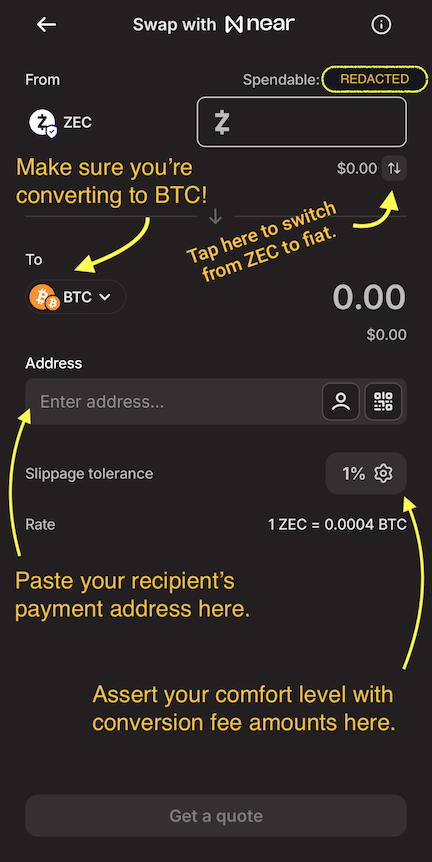 Swap with near
From
Spendable: REDACTED
ZEC
Make sure you're
converting to BTC!
$0.00
Tap here to switch
from ZEC to fiat.
To
BTC
0.00
$0.00
Address
Enter address...
Slippage tolerance
1%
Rate
1 ZEC = 0.0004 BTC
Paste your recipient's
payment address here.
Assert your comfort level with
conversion fee amounts here.
Get a quote